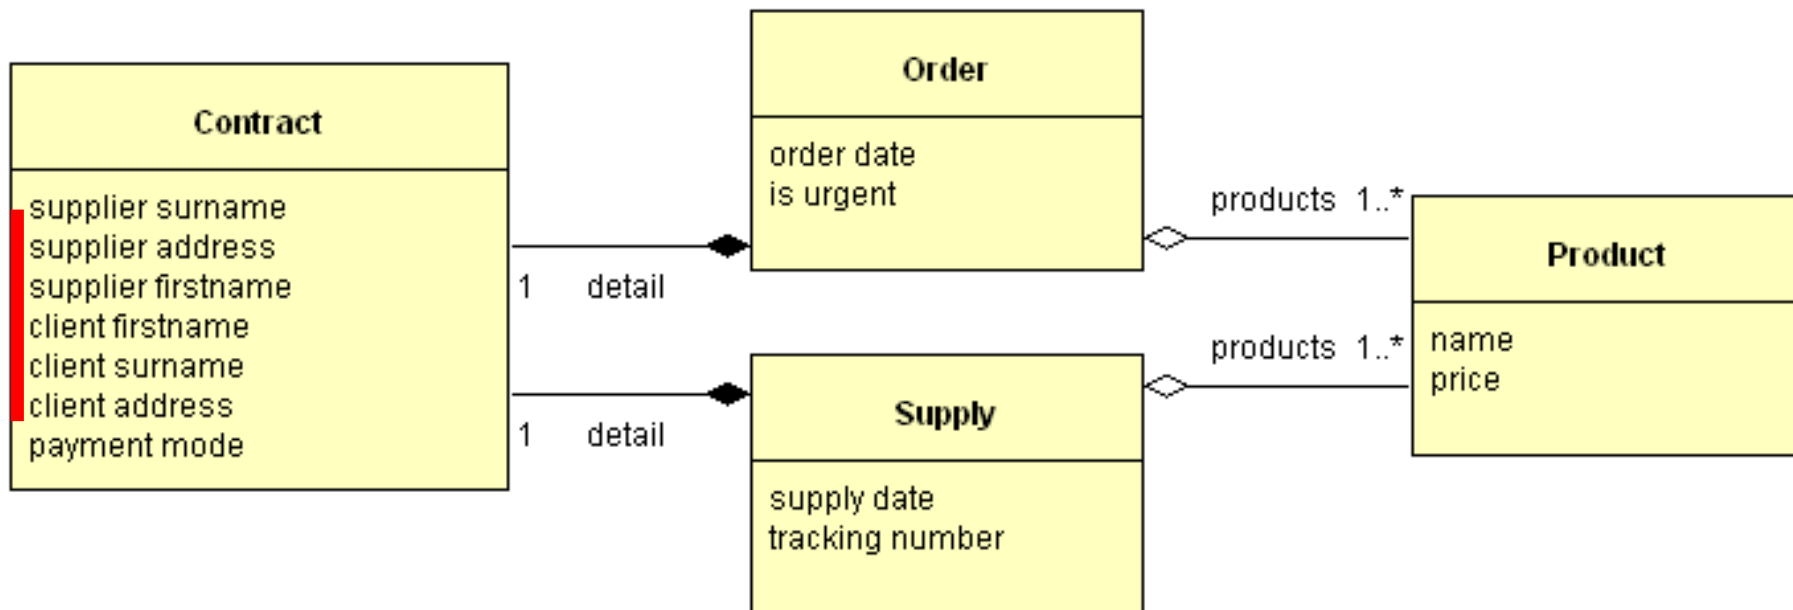 Contract
supplier surname
supplier address
supplier firstname
client firstname
client surname
client address
payment mode
1 detail
1 detail
Order
order date
is urgent
Supply
supply date
tracking number
products 1..*
products 1..*
Product
name
price